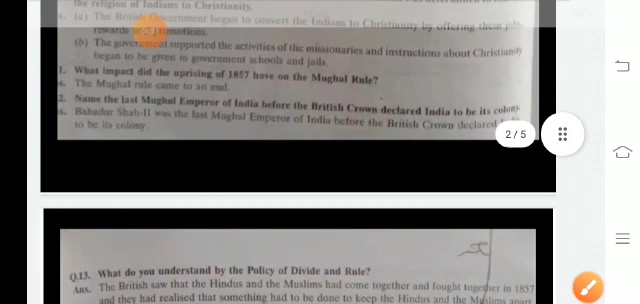 the religion of Indians to Christianity.
s. (a) The British Government began to convert the Indians to Christianity by offering them jobs,
rewards promotions.
(b) The government supported the activities of the missionaries and instructions about Christianity
began to be given in government schools and jails.
1. What impact did the uprising of 1857 have on the Mughal Rule?
s. The Mughal rule came to an end.
2. Name the last Mughal Emperor of India before the British Crown declared India to be its colony.
s. Bahadur Shah-II was the last Mughal Emperor of India before the British Crown declared
to be its colony.
2 / 5
Q.13. What do you understand by the Policy of Divide and Rule?
Ans. The British saw that the Hindus and the Muslims had come together and fought together in 1857
and they had realised that something had to be done to keep the Hindus and the Muslims apart